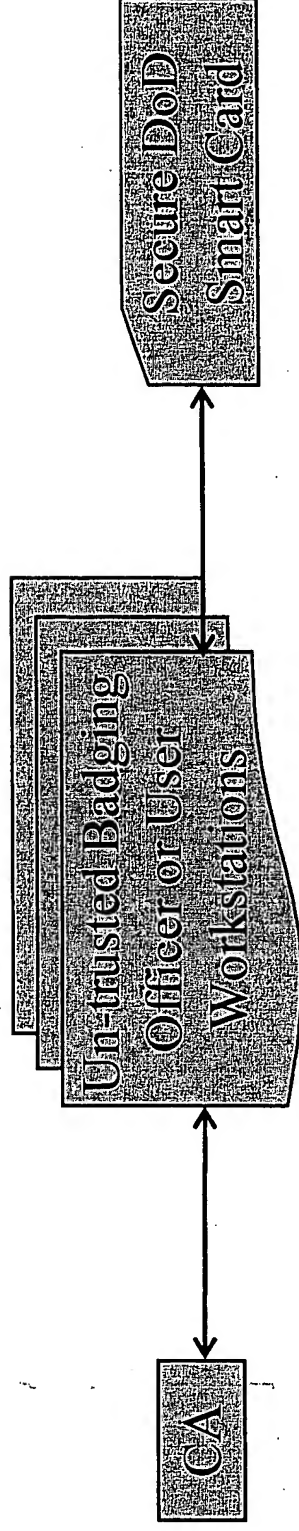 CA
Un-trusted Badging
Officer or User
Workstations
Secure DoD
Smart Card